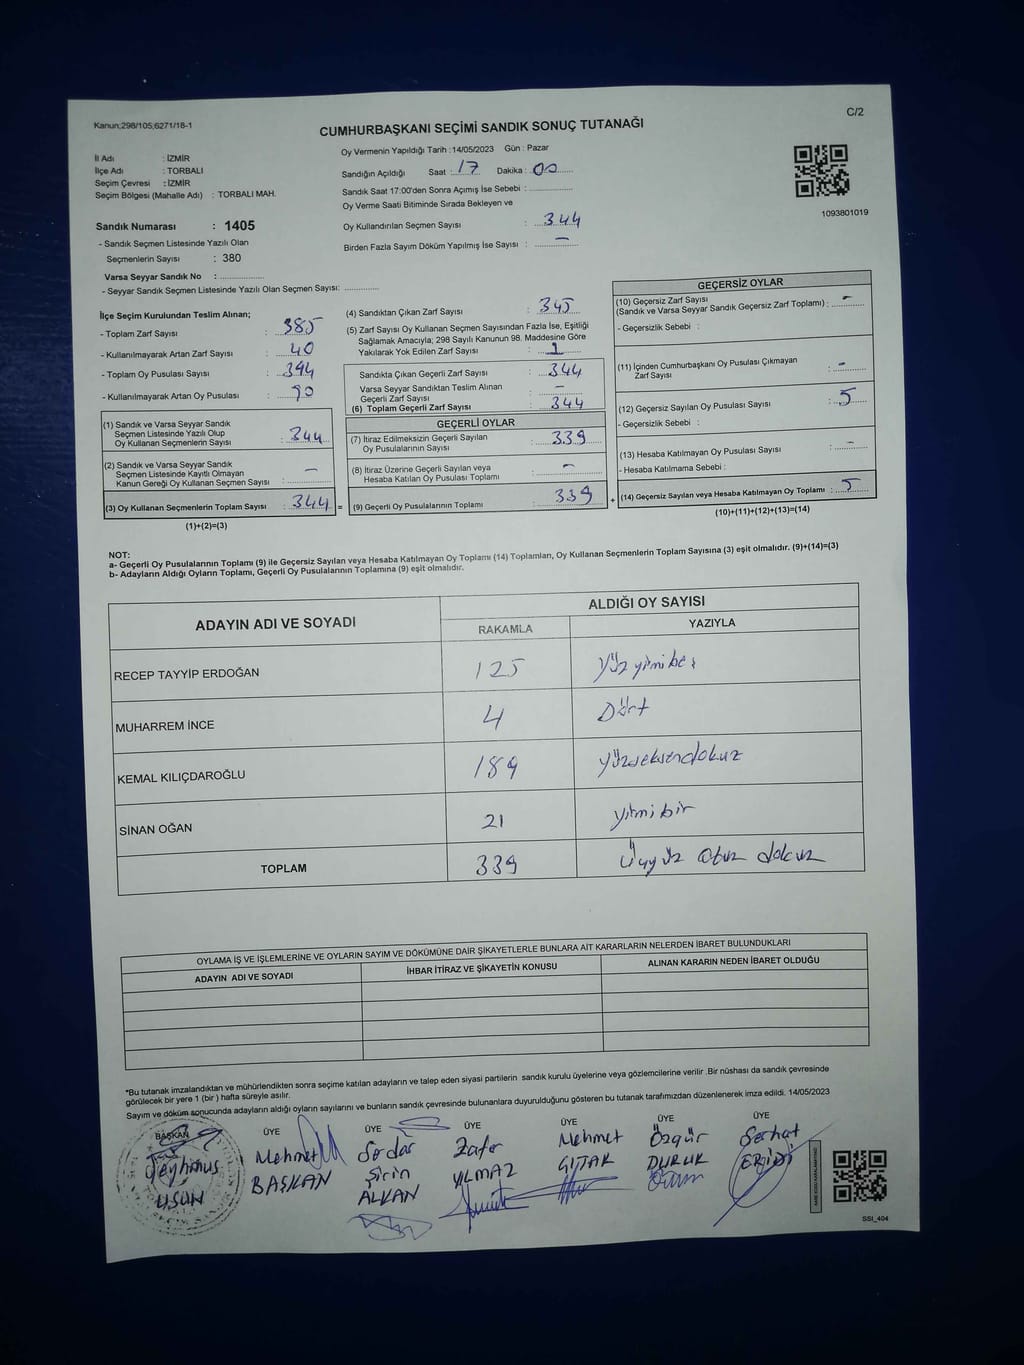 Kanun;298/105;6271/18-1
C/2
CUMHURBAŞKANI SEÇİMİ SANDIK SONUÇ TUTANAĞI
İl Adı : İZMİR
İlçe Adı : TORBALI
Seçim Çevresi : İZMİR
Seçim Bölgesi (Mahalle Adı) : TORBALI MAH.
Oy Vermenin Yapıldığı Tarih :14/05/2023 Gün : Pazar
Sandığın Açıldığı Saat : 17 Dakika : 00
Sandık Saat 17:00'den Sonra Açımış İse Sebebi :
Oy Verme Saati Bitiminde Sırada Bekleyen ve
Oy Kullandırılan Seçmen Sayısı : 344
Birden Fazla Sayım Döküm Yapılmış İse Sayısı : –
1093801019
Sandık Numarası : 1405
- Sandık Seçmen Listesinde Yazılı Olan
Seçmenlerin Sayısı : 380
Varsa Seyyar Sandık No :
- Seyyar Sandık Seçmen Listesinde Yazılı Olan Seçmen Sayısı:
İlçe Seçim Kurulundan Teslim Alınan;
- Toplam Zarf Sayısı : 385
- Kullanılmayarak Artan Zarf Sayısı : 40
- Toplam Oy Pusulası Sayısı : 394
- Kullanılmayarak Artan Oy Pusulası : 90
(1) Sandık ve Varsa Seyyar Sandık
Seçmen Listesinde Yazılı Olup
Oy Kullanan Seçmenlerin Sayısı : 344
(2) Sandık ve Varsa Seyyar Sandık
Seçmen Listesinde Kayıtlı Olmayan
Kanun Gereği Oy Kullanan Seçmen Sayısı : –
(3) Oy Kullanan Seçmenlerin Toplam Sayısı : 344 =
(1)+(2)=(3)
(4) Sandıktan Çıkan Zarf Sayısı : 345
(5) Zarf Sayısı Oy Kullanan Seçmen Sayısından Fazla İse, Eşitliği
Sağlamak Amacıyla; 298 Sayılı Kanunun 98. Maddesine Göre
Yakılarak Yok Edilen Zarf Sayısı : 1
Sandıkta Çıkan Geçerli Zarf Sayısı : 344
Varsa Seyyar Sandıktan Teslim Alınan
Geçerli Zarf Sayısı : –
(6) Toplam Geçerli Zarf Sayısı : 344
GEÇERLİ OYLAR
(7) İtiraz Edilmeksizin Geçerli Sayılan
Oy Pusulalarının Sayısı : 339
(8) İtiraz Üzerine Geçerli Sayılan veya
Hesaba Katılan Oy Pusulası Toplamı : –
(9) Geçerli Oy Pusulalarının Toplamı : 339 +
GEÇERSİZ OYLAR
(10) Geçersiz Zarf Sayısı
(Sandık ve Varsa Seyyar Sandık Geçersiz Zarf Toplamı) : –
- Geçersizlik Sebebi :
(11) İçinden Cumhurbaşkanı Oy Pusulası Çıkmayan
Zarf Sayısı : –
(12) Geçersiz Sayılan Oy Pusulası Sayısı : 5
- Geçersizlik Sebebi :
(13) Hesaba Katılmayan Oy Pusulası Sayısı : –
- Hesaba Katılmama Sebebi :
(14) Geçersiz Sayılan veya Hesaba Katılmayan Oy Toplamı : 5
(10)+(11)+(12)+(13)=(14)
NOT:
a- Geçerli Oy Pusulalarının Toplamı (9) ile Geçersiz Sayılan veya Hesaba Katılmayan Oy Toplamı (14) Toplamları, Oy Kullanan Seçmenlerin Toplam Sayısına (3) eşit olmalıdır. (9)+(14)=(3)
b- Adayların Aldığı Oyların Toplamı, Geçerli Oy Pusulalarının Toplamına (9) eşit olmalıdır.
ADAYIN ADI VE SOYADI
ALDIĞI OY SAYISI
RAKAMLA YAZIYLA
RECEP TAYYİP ERDOĞAN 125 Yüz yirmi beş
MUHARREM İNCE 4 Dört
KEMAL KILIÇDAROĞLU 189 Yüzseksendokuz
SİNAN OĞAN 21 yirmi bir
TOPLAM 339 Üçyüz otuz dokuz
OYLAMA İŞ VE İŞLEMLERİNE VE OYLARIN SAYIM VE DÖKÜMÜNE DAİR ŞİKAYETLERLE BUNLARA AİT KARARLARIN NELERDEN İBARET BULUNDUKLARI
ADAYIN ADI VE SOYADI İHBAR İTİRAZ VE ŞİKAYETİN KONUSU ALINAN KARARIN NEDEN İBARET OLDUĞU
*Bu tutanak imzalandıktan ve mühürlendikten sonra seçime katılan adayların ve talep eden siyasi partilerin sandık kurulu üyelerine veya gözlemcilerine verilir .Bir nüshası da sandık çevresinde
görülecek bir yere 1 (bir ) hafta süreyle asılır.
Sayım ve döküm sonucunda adayların aldığı oyların sayılarını ve bunların sandık çevresinde bulunanlara duyurulduğunu gösteren bu tutanak tarafımızdan düzenlenerek imza edildi. 14/05/2023
BAŞKAN ÜYE ÜYE ÜYE ÜYE ÜYE ÜYE
Mehmet Serdar Zafer Mehmet Özgür Serhat
BAŞKAN Şirin ALKAN YILMAZ DURUK
SSI_404